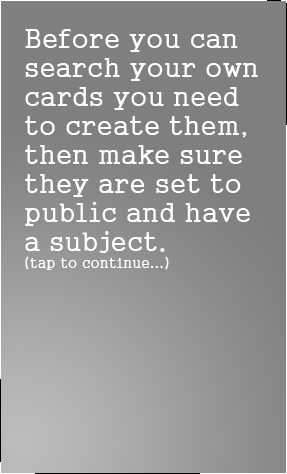 Before you can
search your own
cards you need
to create them,
then make sure
they are set to
public and have
a subject.
(tap to continue...)